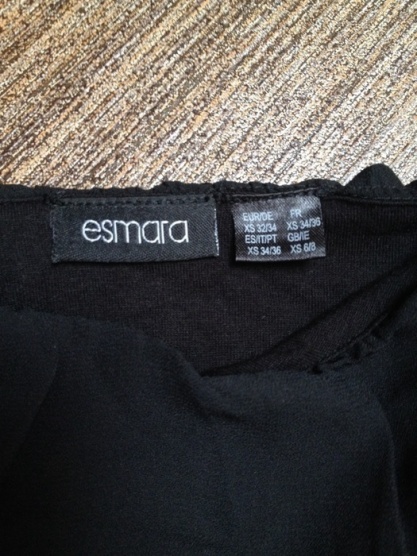 esmara
EUR/DE FR
XS 32/34 XS 34/36
ES/IT/PT GB/IE
XS 34/36 XS 6/8